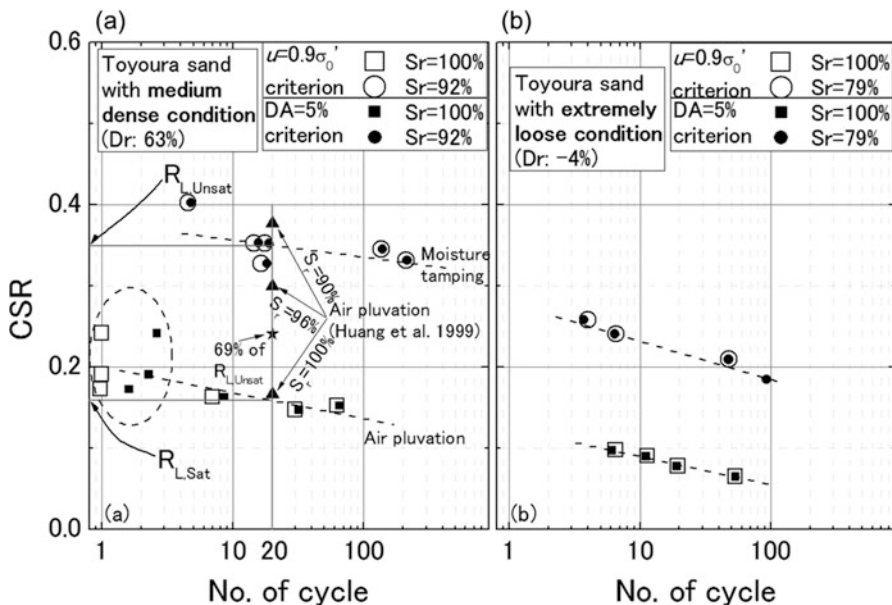 (a)
(b)
0.6
0.4
0.2
0.0
CSR
Toyoura sand
with medium
dense condition
(Dr: 63%)
u=0.9σ0'
criterion
Sr=100%
Sr=92%
DA=5%
criterion
Sr=100%
Sr=92%
RL,Unsat
Sr=90%
Sr=96%
Sr=100%
Moisture
tamping
Air pluvation
(Huang et al. 1999)
69% of
RL,Unsat
Air pluvation
RL,Sat
(a)
1
10
20
100
No. of cycle
Toyoura sand
with extremely
loose condition
(Dr: -4%)
u=0.9σ0'
criterion
Sr=100%
Sr=79%
DA=5%
criterion
Sr=100%
Sr=79%
(b)
1
10
100
No. of cycle